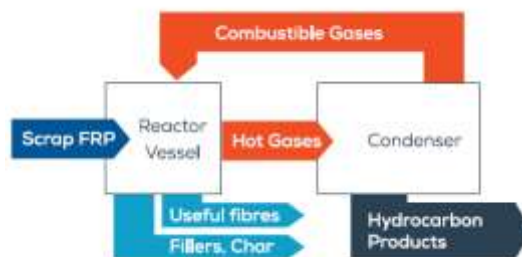 Combustible Gases
Scrap FRP
Reactor
Vessel
Hot Gases
Condenser
Useful fibres
Fillers, Char
Hydrocarbon
Products